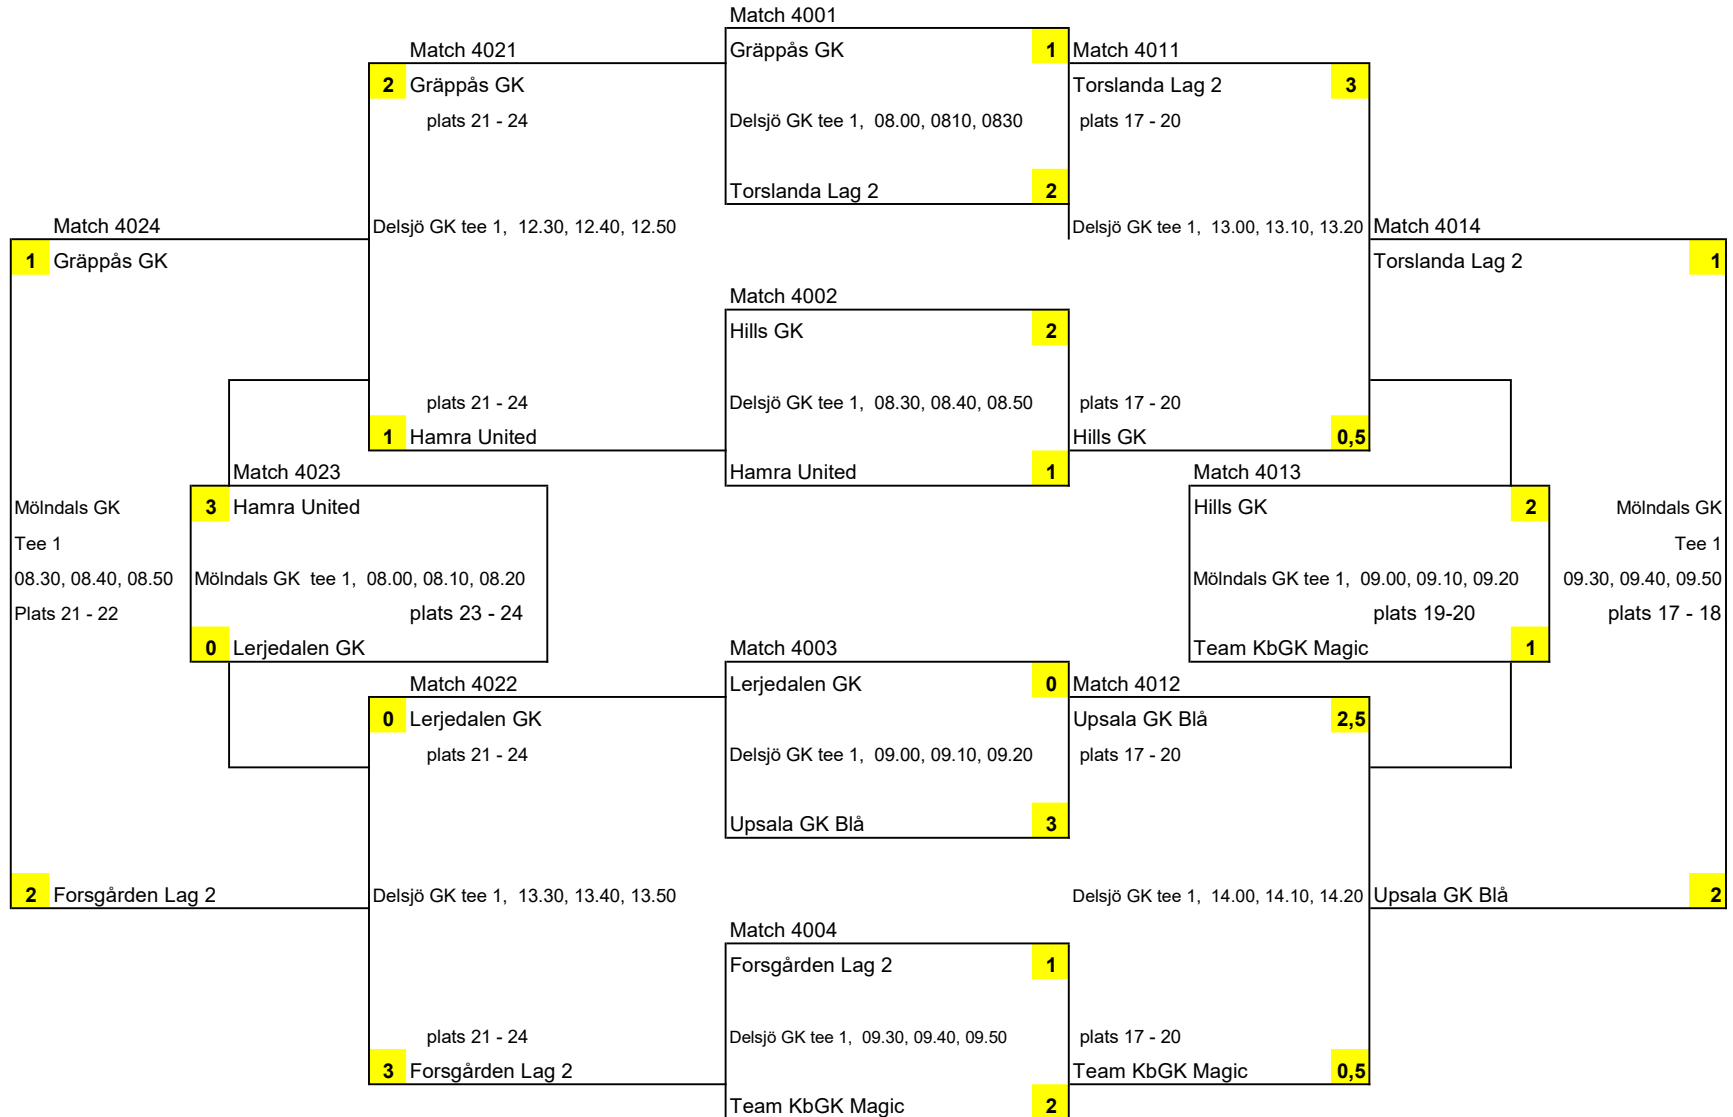 Match 4001
Match 4021 Gräppås GK 1 Match 4011
2 Gräppås GK Torslanda Lag 2 3
plats 21 - 24 Delsjö GK tee 1, 08.00, 0810, 0830 plats 17 - 20
Torslanda Lag 2 2
Match 4024 Delsjö GK tee 1, 12.30, 12.40, 12.50 Delsjö GK tee 1, 13.00, 13.10, 13.20 Match 4014
1 Gräppås GK Torslanda Lag 2 1
Match 4002
Hills GK 2
plats 21 - 24 Delsjö GK tee 1, 08.30, 08.40, 08.50 plats 17 - 20
1 Hamra United Hills GK 0,5
Match 4023 Hamra United 1 Match 4013
Mölndals GK 3 Hamra United Hills GK 2 Mölndals GK
Tee 1 Tee 1
08.30, 08.40, 08.50 Mölndals GK tee 1, 08.00, 08.10, 08.20 Mölndals GK tee 1, 09.00, 09.10, 09.20 09.30, 09.40, 09.50
Plats 21 - 22 plats 23 - 24 plats 19-20 plats 17 - 18
0 Lerjedalen GK Match 4003 Team KbGK Magic 1
Match 4022 Lerjedalen GK 0 Match 4012
0 Lerjedalen GK Upsala GK Blå 2,5
plats 21 - 24 Delsjö GK tee 1, 09.00, 09.10, 09.20 plats 17 - 20
Upsala GK Blå 3
2 Forsgården Lag 2 Delsjö GK tee 1, 13.30, 13.40, 13.50 Delsjö GK tee 1, 14.00, 14.10, 14.20 Upsala GK Blå 2
Match 4004
Forsgården Lag 2 1
plats 21 - 24 Delsjö GK tee 1, 09.30, 09.40, 09.50 plats 17 - 20
3 Forsgården Lag 2 Team KbGK Magic 0,5
Team KbGK Magic 2